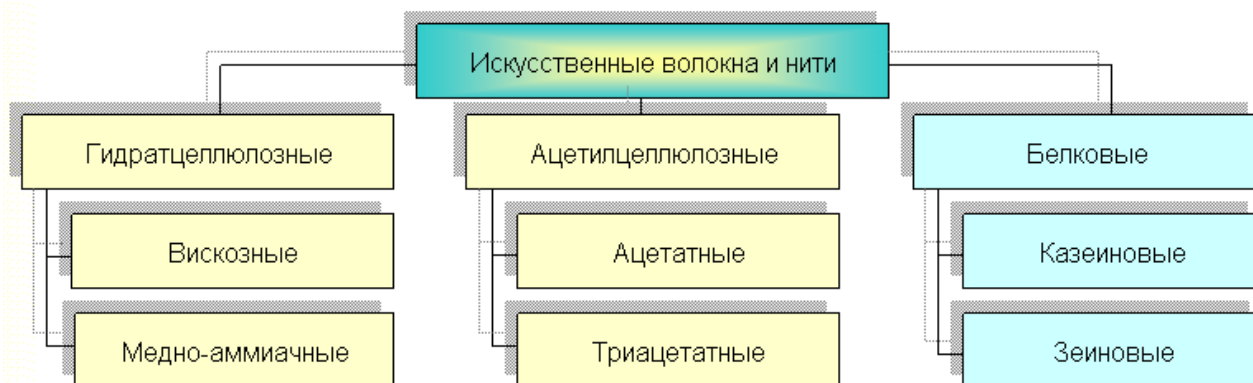 Искусственные волокна и нити
Гидратцеллюлозные
Ацетилцеллюлозные
Белковые
Вискозные
Ацетатные
Казеиновые
Медно-аммиачные
Триацетатные
Зеиновые